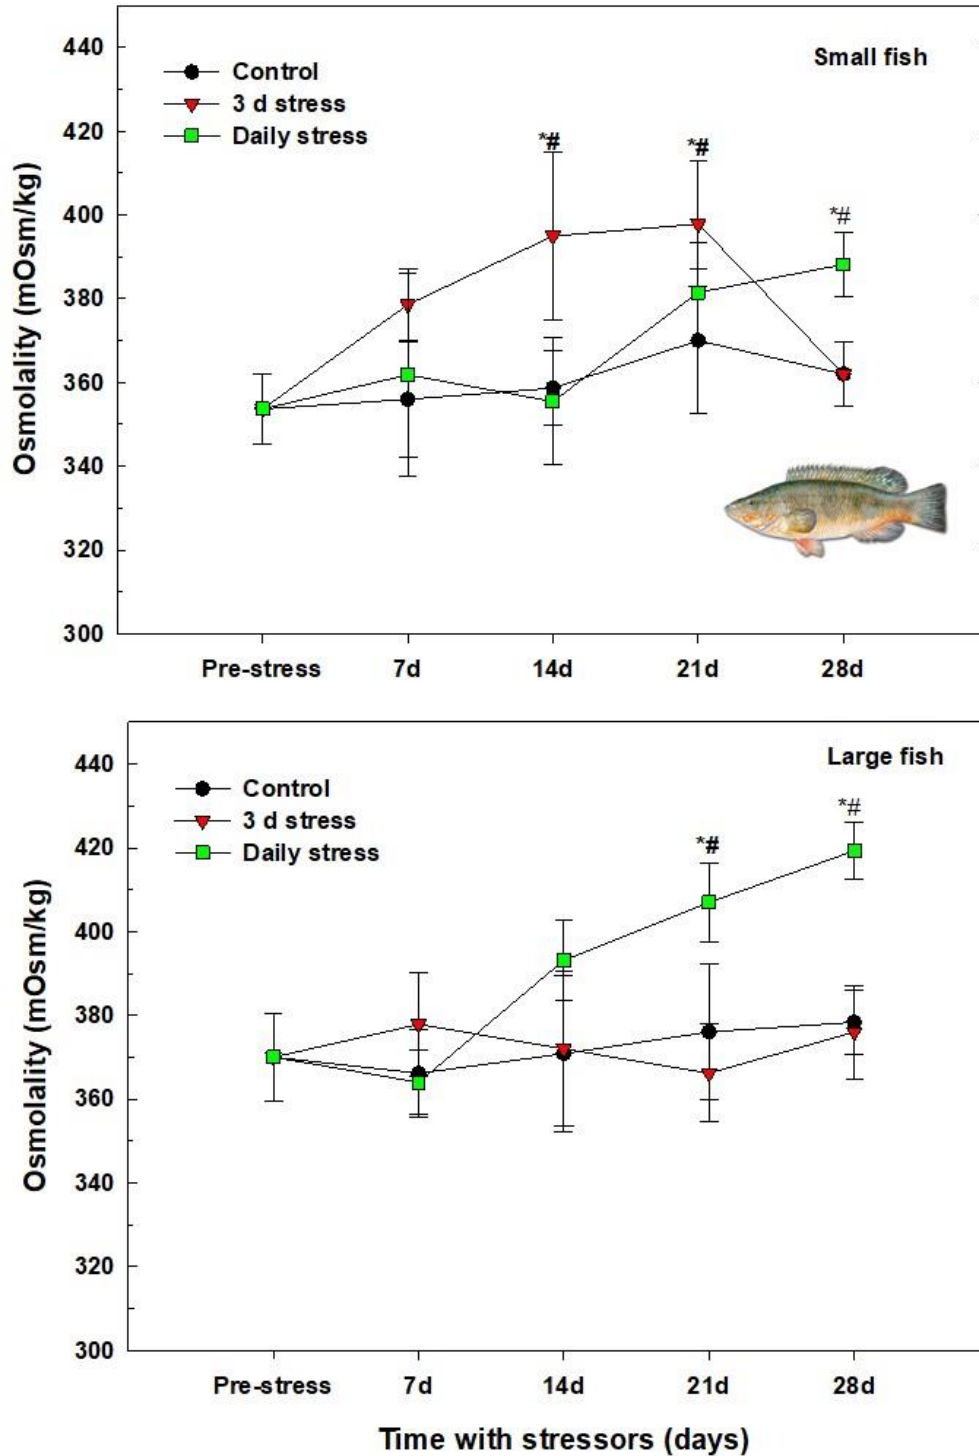 440
420
400
380
360
340
320
300
Osmolality (mOsm/kg)
Small fish
Control
3 d stress
Daily stress
*#
*#
*#
Pre-stress 7d 14d 21d 28d
440
420
400
380
360
340
320
300
Osmolality (mOsm/kg)
Large fish
Control
3 d stress
Daily stress
*#
*#
Pre-stress 7d 14d 21d 28d
Time with stressors (days)